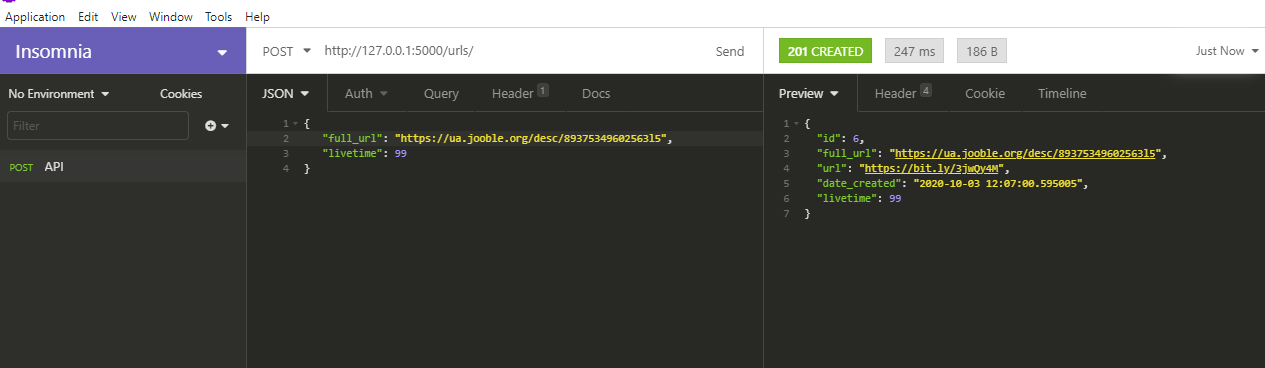 Application Edit View Window Tools Help
Insomnia
POST http://127.0.0.1:5000/urls/ Send
201 CREATED 247 ms 186 B Just Now
No Environment Cookies
JSON Auth Query Header 1 Docs
Preview Header 4 Cookie Timeline
Filter
POST API
1 {
2 "full_url": "https://ua.jooble.org/desc/8937534960256315",
3 "livetime": 99
4 }
1 {
2 "id": 6,
3 "full_url": "https://ua.jooble.org/desc/8937534960256315",
4 "url": "https://bit.ly/3jwQy4M",
5 "date_created": "2020-10-03 12:07:00.595005",
6 "livetime": 99
7 }